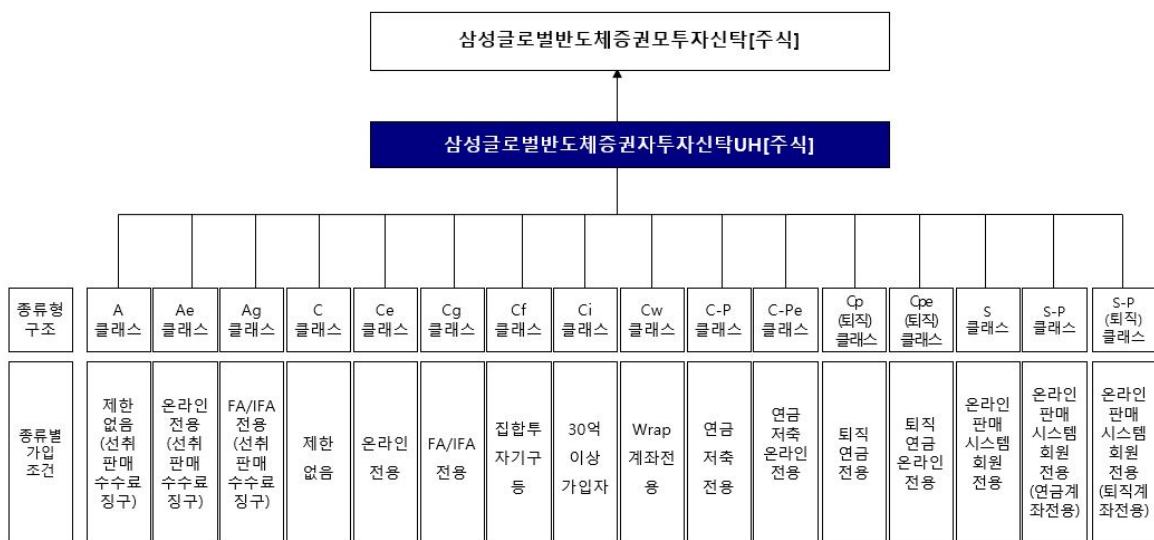 삼성글로벌반도체증권모투자신탁[주식]
삼성글로벌반도체증권자투자신탁UH[주식]
종류형
구조
A
클래스
Ae
클래스
Ag
클래스
C
클래스
Ce
클래스
Cg
클래스
Cf
클래스
Ci
클래스
Cw
클래스
C-P
클래스
C-Pe
클래스
Cp
(퇴직)
클래스
Cpe
(퇴직)
클래스
S
클래스
S-P
클래스
S-P
(퇴직)
클래스
종류별
가입
조건
제한
없음
(선취
판매
수수료
징구)
온라인
전용
(선취
판매
수수료
징구)
FA/IFA
전용
(선취
판매
수수료
징구)
제한
없음
온라인
전용
FA/IFA
전용
집합투
자기구
등
30억
이상
가입자
Wrap
계좌전
용
연금
저축
전용
연금
저축
온라인
전용
퇴직
연금
전용
퇴직
연금
온라인
전용
온라인
판매
시스템
회원
전용
온라인
판매
시스템
회원
전용
(연금계
좌전용)
온라인
판매
시스템
회원
전용
(퇴직계
좌전용)